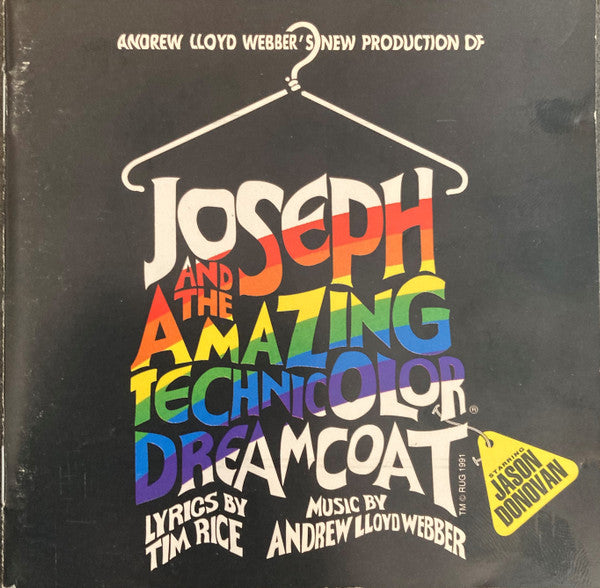 ANDREW LLOYD WEBBER'S NEW PRODUCTION OF
JOSEPH
AND
THE
AMAZING
TECHNICOLOR ®
DREAMCOAT
LYRICS BY
TIM RICE
MUSIC BY
ANDREW LLOYD WEBBER
TM © RUG 1991
STARRING
JASON
DONOVAN